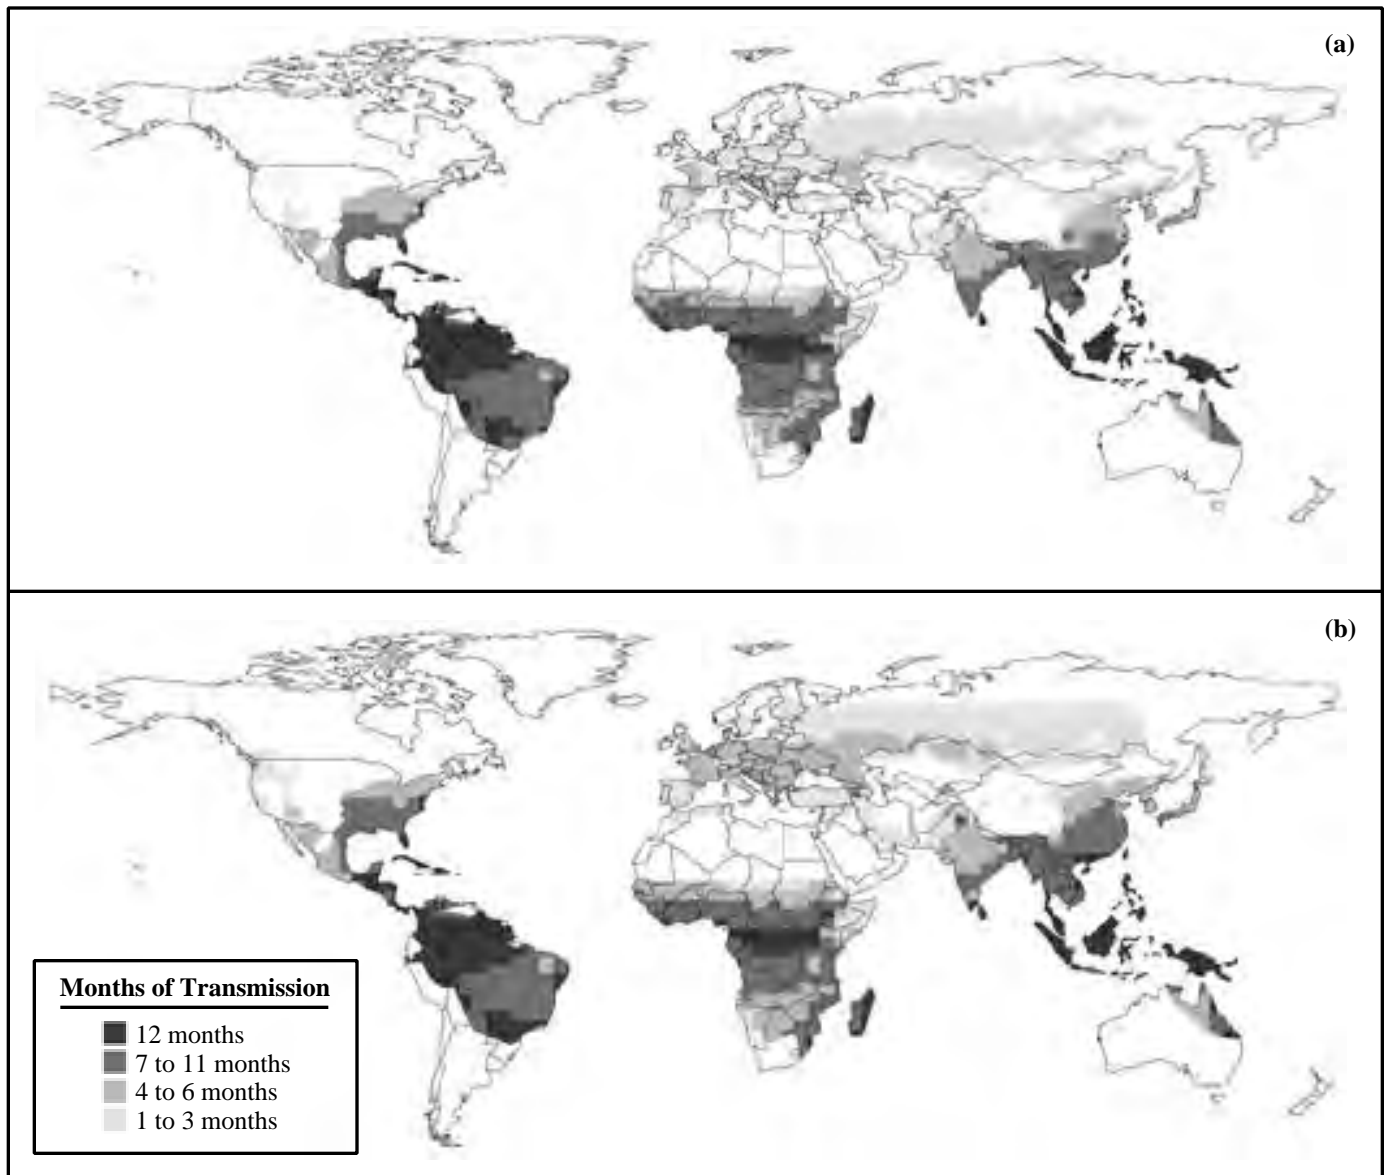 (a)
(b)
Months of Transmission
12 months
7 to 11 months
4 to 6 months
1 to 3 months